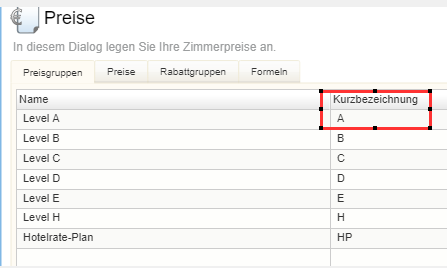 Preise
In diesem Dialog legen Sie Ihre Zimmerpreise an.
Preisgruppen Preise Rabattgruppen Formeln
Name Kurzbezeichnung
Level A A
Level B B
Level C C
Level D D
Level E E
Level H H
Hotelrate-Plan HP